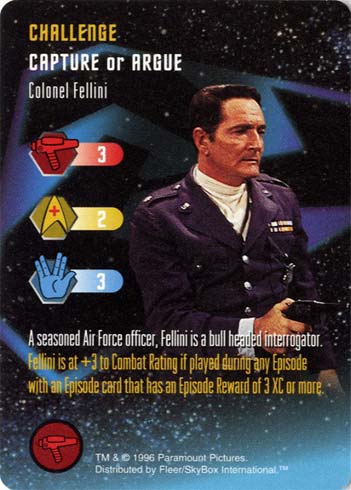 CHALLENGE
CAPTURE or ARGUE
Colonel Fellini
3
2
3
A seasoned Air Force officer, Fellini is a bull headed interrogator.
Fellini is at +3 to Combat Rating if played during any Episode
with an Episode card that has an Episode Reward of 3 XC or more.
TM & © 1996 Paramount Pictures.
Distributed by Fleer/SkyBox International.™